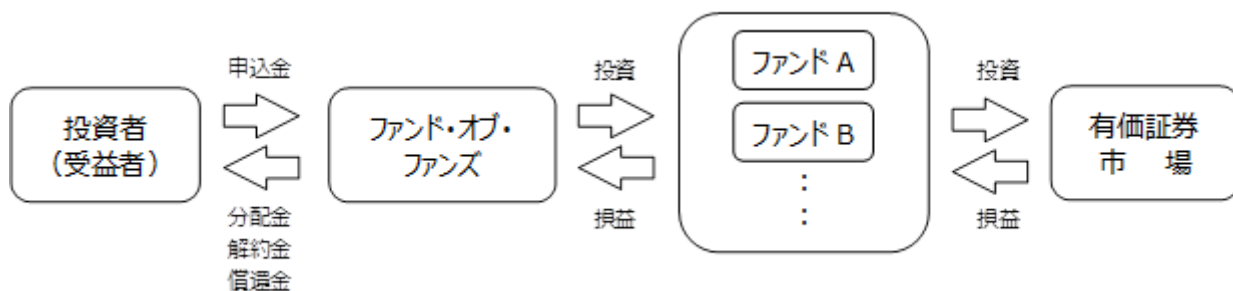 申込金
投資
ファンド A
投資
投資者
（受益者）
ファンド・オブ・
ファンズ
ファンド B
有価証券
市　場
：
：
分配金
解約金
償還金
損益
損益